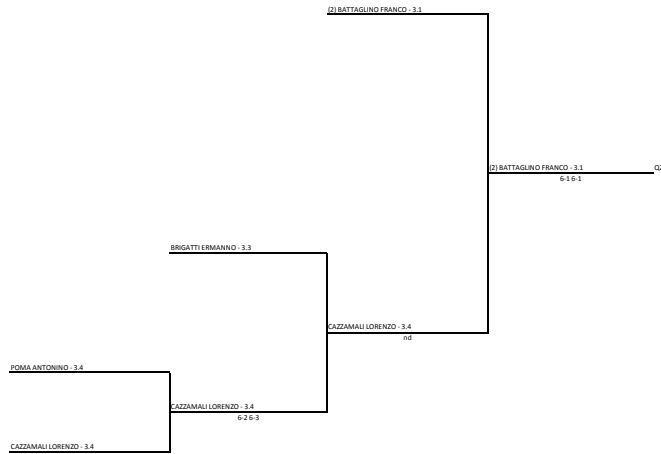 (2) BATTAGLINO FRANCO - 3.1
(2) BATTAGLINO FRANCO - 3.1
6-1 6-1
BRIGATTI ERMANNO - 3.3
CAZZAMALI LORENZO - 3.4
nd
POMA ANTONINO - 3.4
CAZZAMALI LORENZO - 3.4
6-2 6-3
CAZZAMALI LORENZO - 3.4